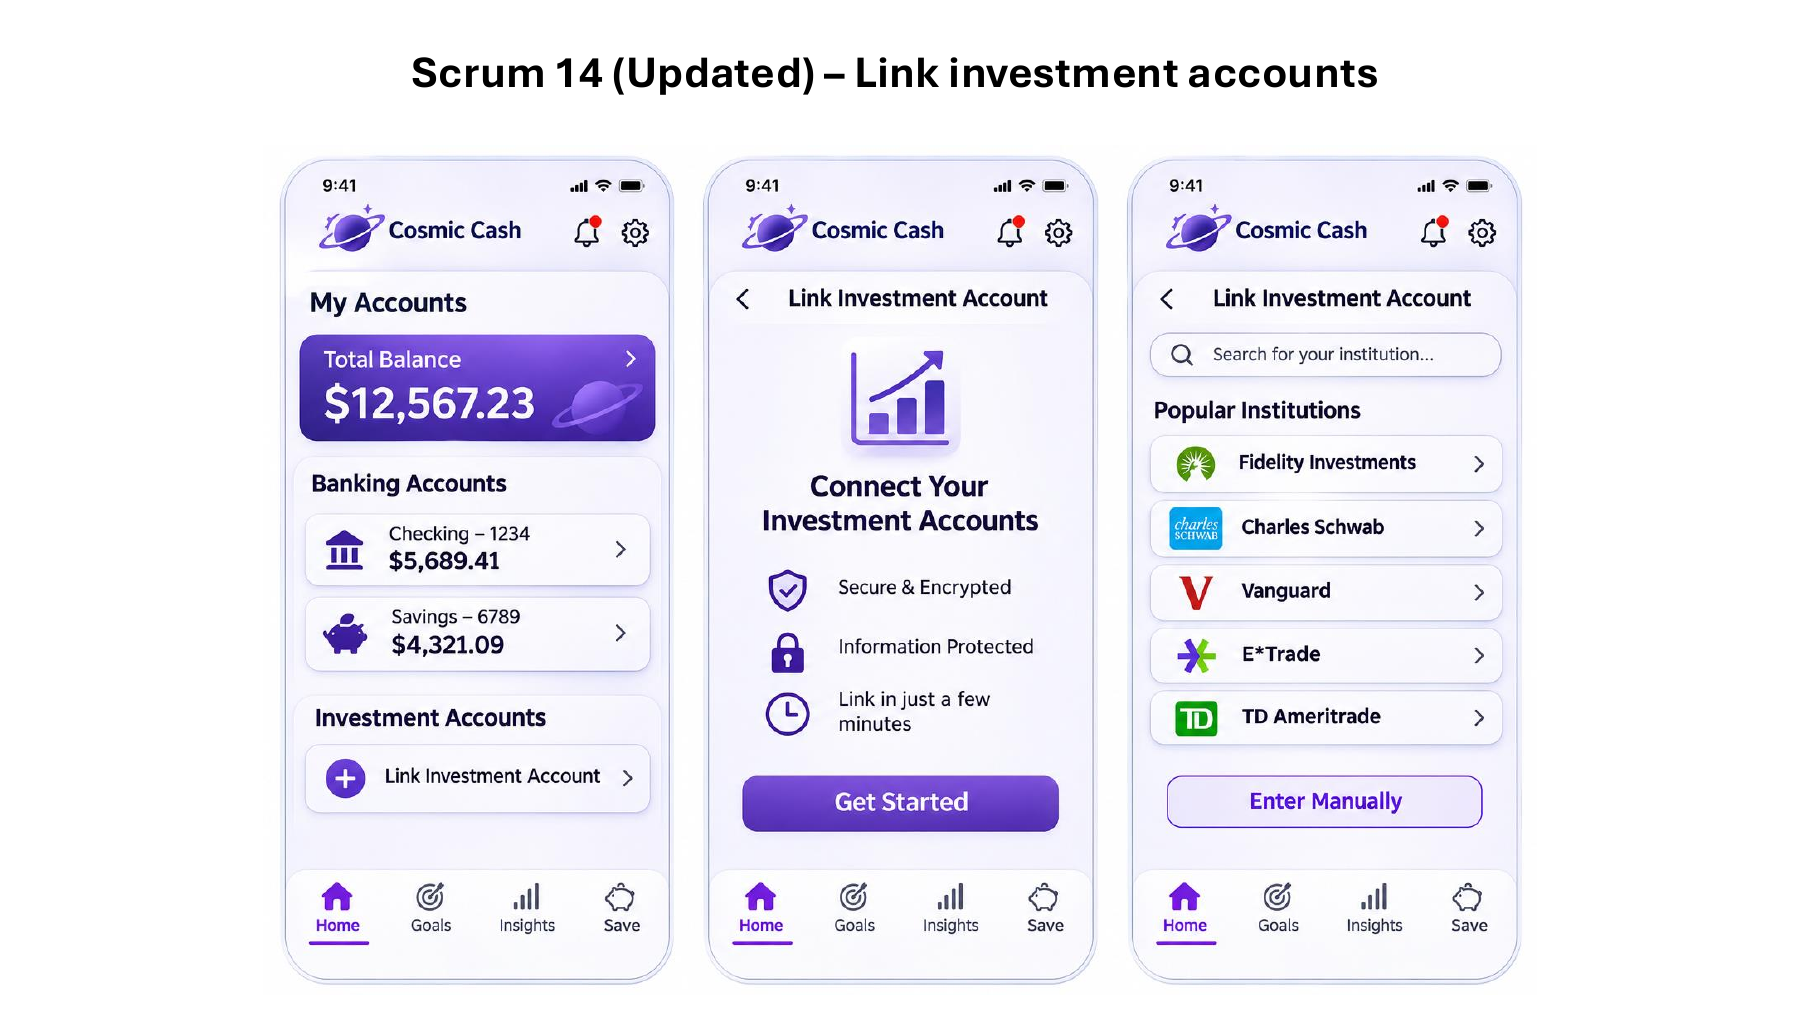 Scrum 14 (Updated) – Link investment accounts
9:41
Cosmic Cash
My Accounts
Total Balance
$12,567.23
Banking Accounts
Checking – 1234
$5,689.41
Savings – 6789
$4,321.09
Investment Accounts
Link Investment Account
Home
Goals
Insights
Save
9:41
Cosmic Cash
Link Investment Account
Connect Your
Investment Accounts
Secure & Encrypted
Information Protected
Link in just a few
minutes
Get Started
Home
Goals
Insights
Save
9:41
Cosmic Cash
Link Investment Account
Search for your institution...
Popular Institutions
Fidelity Investments
charles
SCHWAB
Charles Schwab
V
Vanguard
E*Trade
TD
TD Ameritrade
Enter Manually
Home
Goals
Insights
Save